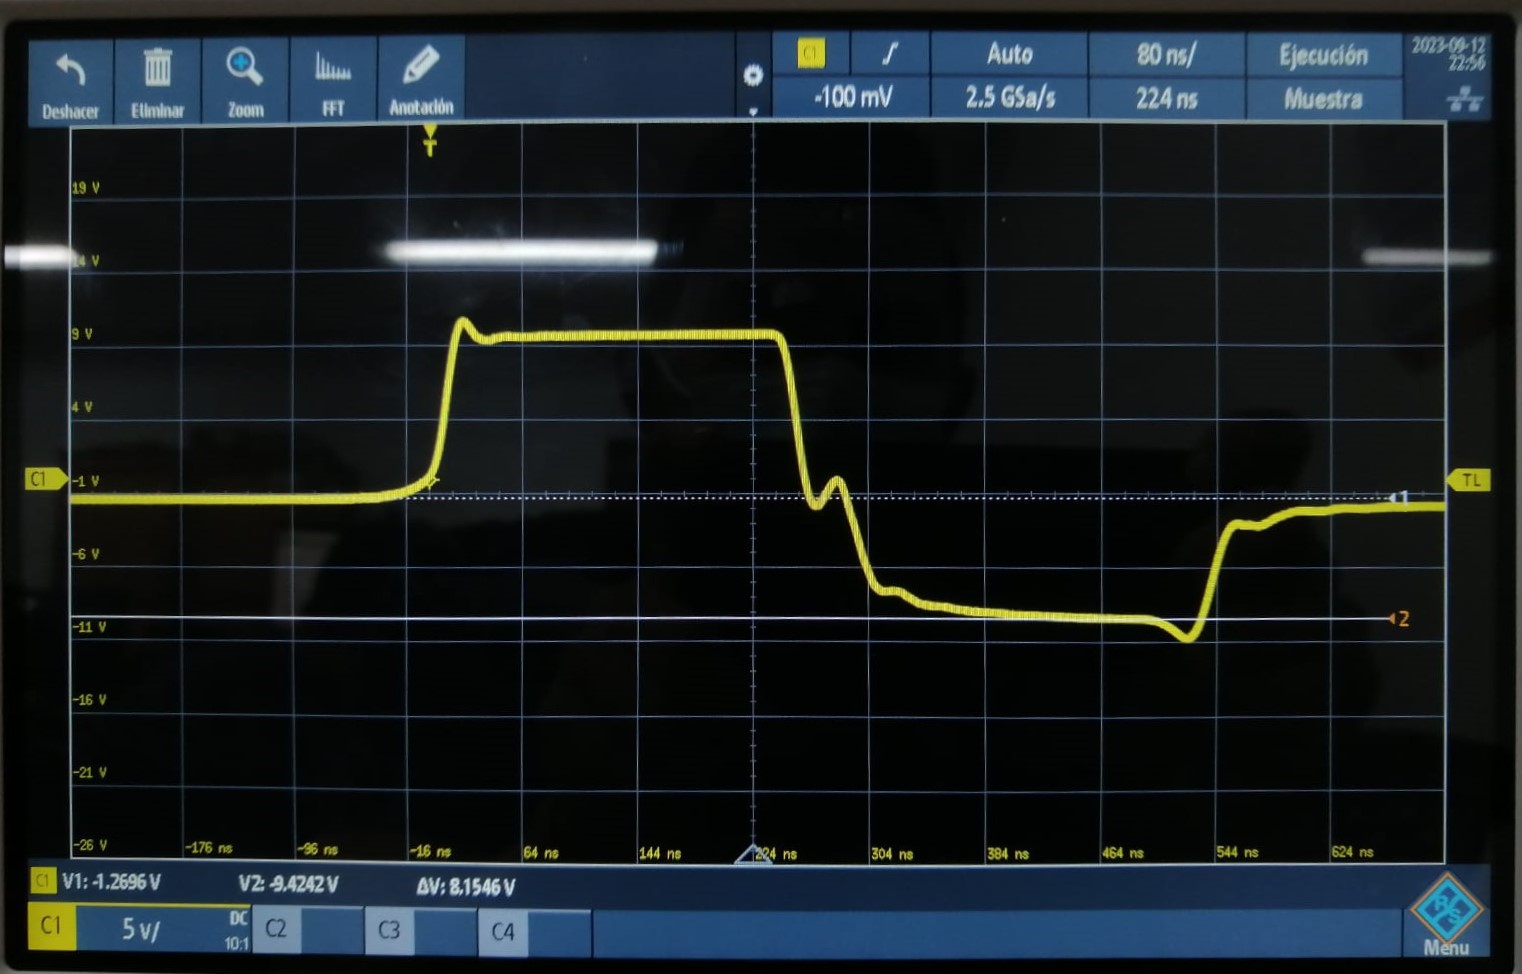 C1 Auto 80 ns/ Ejecución 2023-09-12
22:56
Deshacer Eliminar Zoom FFT Anotación
-100 mV 2.5 GSa/s 224 ns Muestra
T
19 V
14 V
9 V
4 V
C1 -1 V 1 TL
-6 V
-11 V 2
-16 V
-21 V
-26 V -176 ns -96 ns -16 ns 64 ns 144 ns 224 ns 304 ns 384 ns 464 ns 544 ns 624 ns
C1 V1: -1.2696 V V2: -9.4242 V ΔV: 8.1546 V
C1 5 V/ DC C2 C3 C4
10:1
R&S
Menu